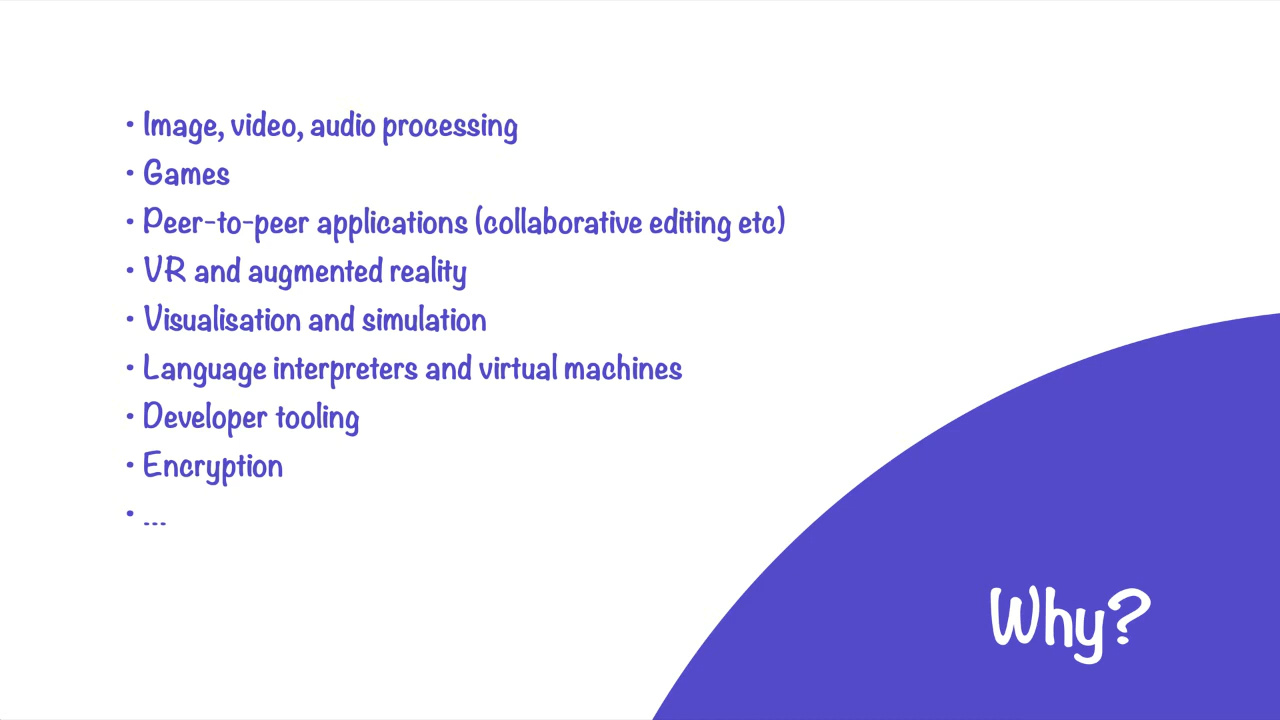 • Image, video, audio processing
• Games
• Peer-to-peer applications (collaborative editing etc)
• VR and augmented reality
• Visualisation and simulation
• Language interpreters and virtual machines
• Developer tooling
• Encryption
• ...
Why?